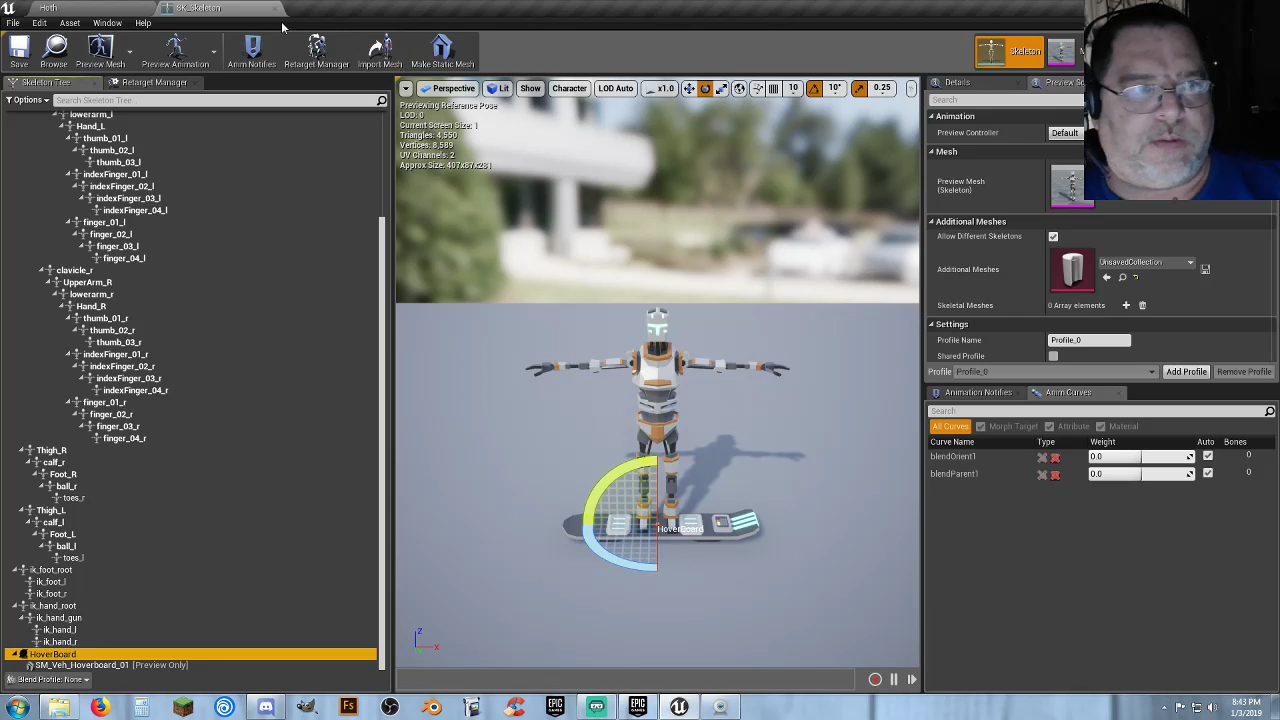 Hoth
SK_Skeleton
File Edit Asset Window Help
Save Browse Preview Mesh Preview Animation Anim Notifies Retarget Manager Import Mesh Make Static Mesh
Skeleton
Skeleton Tree Retarget Manager
Options Search Skeleton Tree...
lowerarm_l
Hand_L
thumb_01_l
thumb_02_l
thumb_03_l
indexFinger_01_l
indexFinger_02_l
indexFinger_03_l
indexFinger_04_l
finger_01_l
finger_02_l
finger_03_l
finger_04_l
clavicle_r
UpperArm_R
lowerarm_r
Hand_R
thumb_01_r
thumb_02_r
thumb_03_r
indexFinger_01_r
indexFinger_02_r
indexFinger_03_r
indexFinger_04_r
finger_01_r
finger_02_r
finger_03_r
finger_04_r
Thigh_R
calf_r
Foot_R
ball_r
toes_r
Thigh_L
calf_l
Foot_L
ball_l
toes_l
ik_foot_root
ik_foot_l
ik_foot_r
ik_hand_root
ik_hand_gun
ik_hand_l
ik_hand_r
HoverBoard
SM_Veh_Hoverboard_01 [Preview Only]
Blend Profile: None
Perspective Lit Show Character LOD Auto x1.0 10 10° 0.25
Previewing Reference Pose
LOD: 0
Current Screen Size: 1
Triangles: 4,550
Vertices: 8,589
UV Channels: 2
Approx Size: 407x87x281
HoverBoard
Z
X
Details
Search
Animation
Preview Controller Default
Mesh
Preview Mesh
(Skeleton)
Additional Meshes
Allow Different Skeletons
Additional Meshes UnsavedCollection
Skeletal Meshes 0 Array elements
Settings
Profile Name Profile_0
Shared Profile
Profile Profile_0 Add Profile Remove Profile
Animation Notifies Anim Curves
Search
All Curves Morph Target Attribute Material
Curve Name Type Weight Auto Bones
blendOrient1 0.0 0
blendParent1 0.0 0
Fs
EPIC GAMES
EPIC GAMES
8:43 PM
1/3/2019